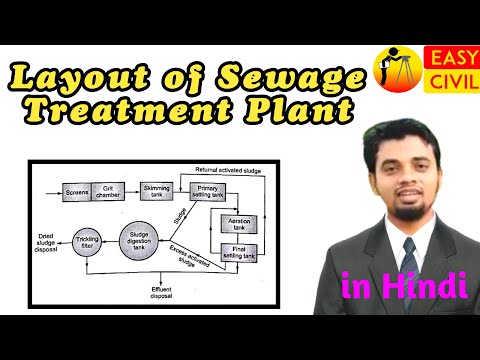 Layout of Sewage
Treatment Plant
EASY
CIVIL
Returnal activated sludge
Screens
Grit
chamber
Skimming
tank
Primary
settling tank
Sludge
Aeration
tank
Dried
sludge
disposal
Trickling
filter
Sludge
digestion
tank
Excess activated
sludge
Final
settling tank
Effluent
disposal
in Hindi